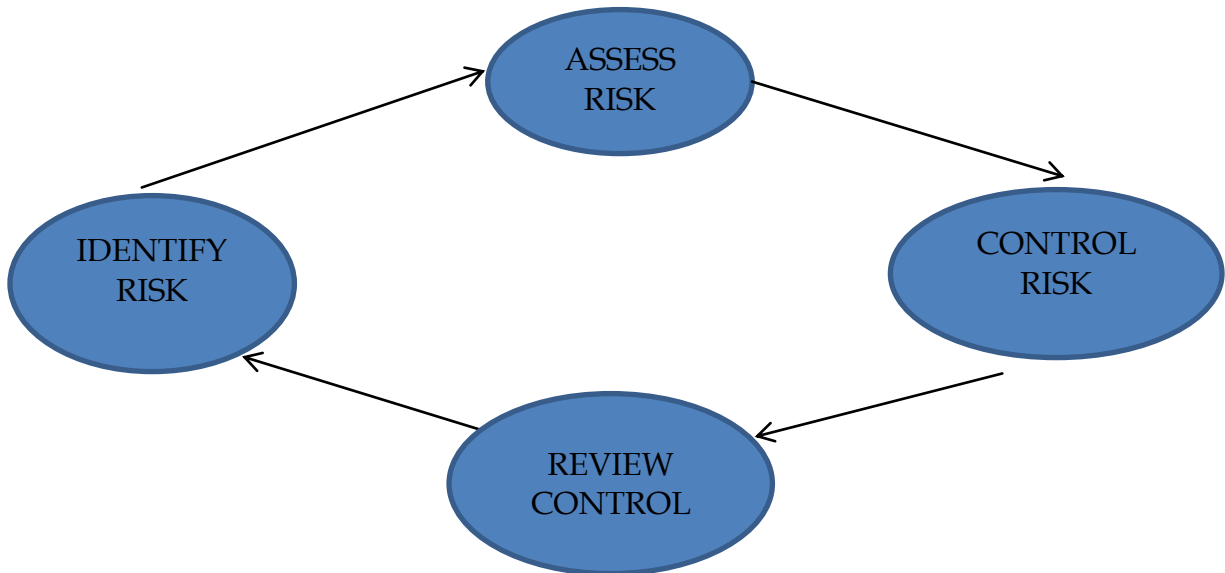 ASSESS
RISK
IDENTIFY
RISK
CONTROL
RISK
REVIEW
CONTROL